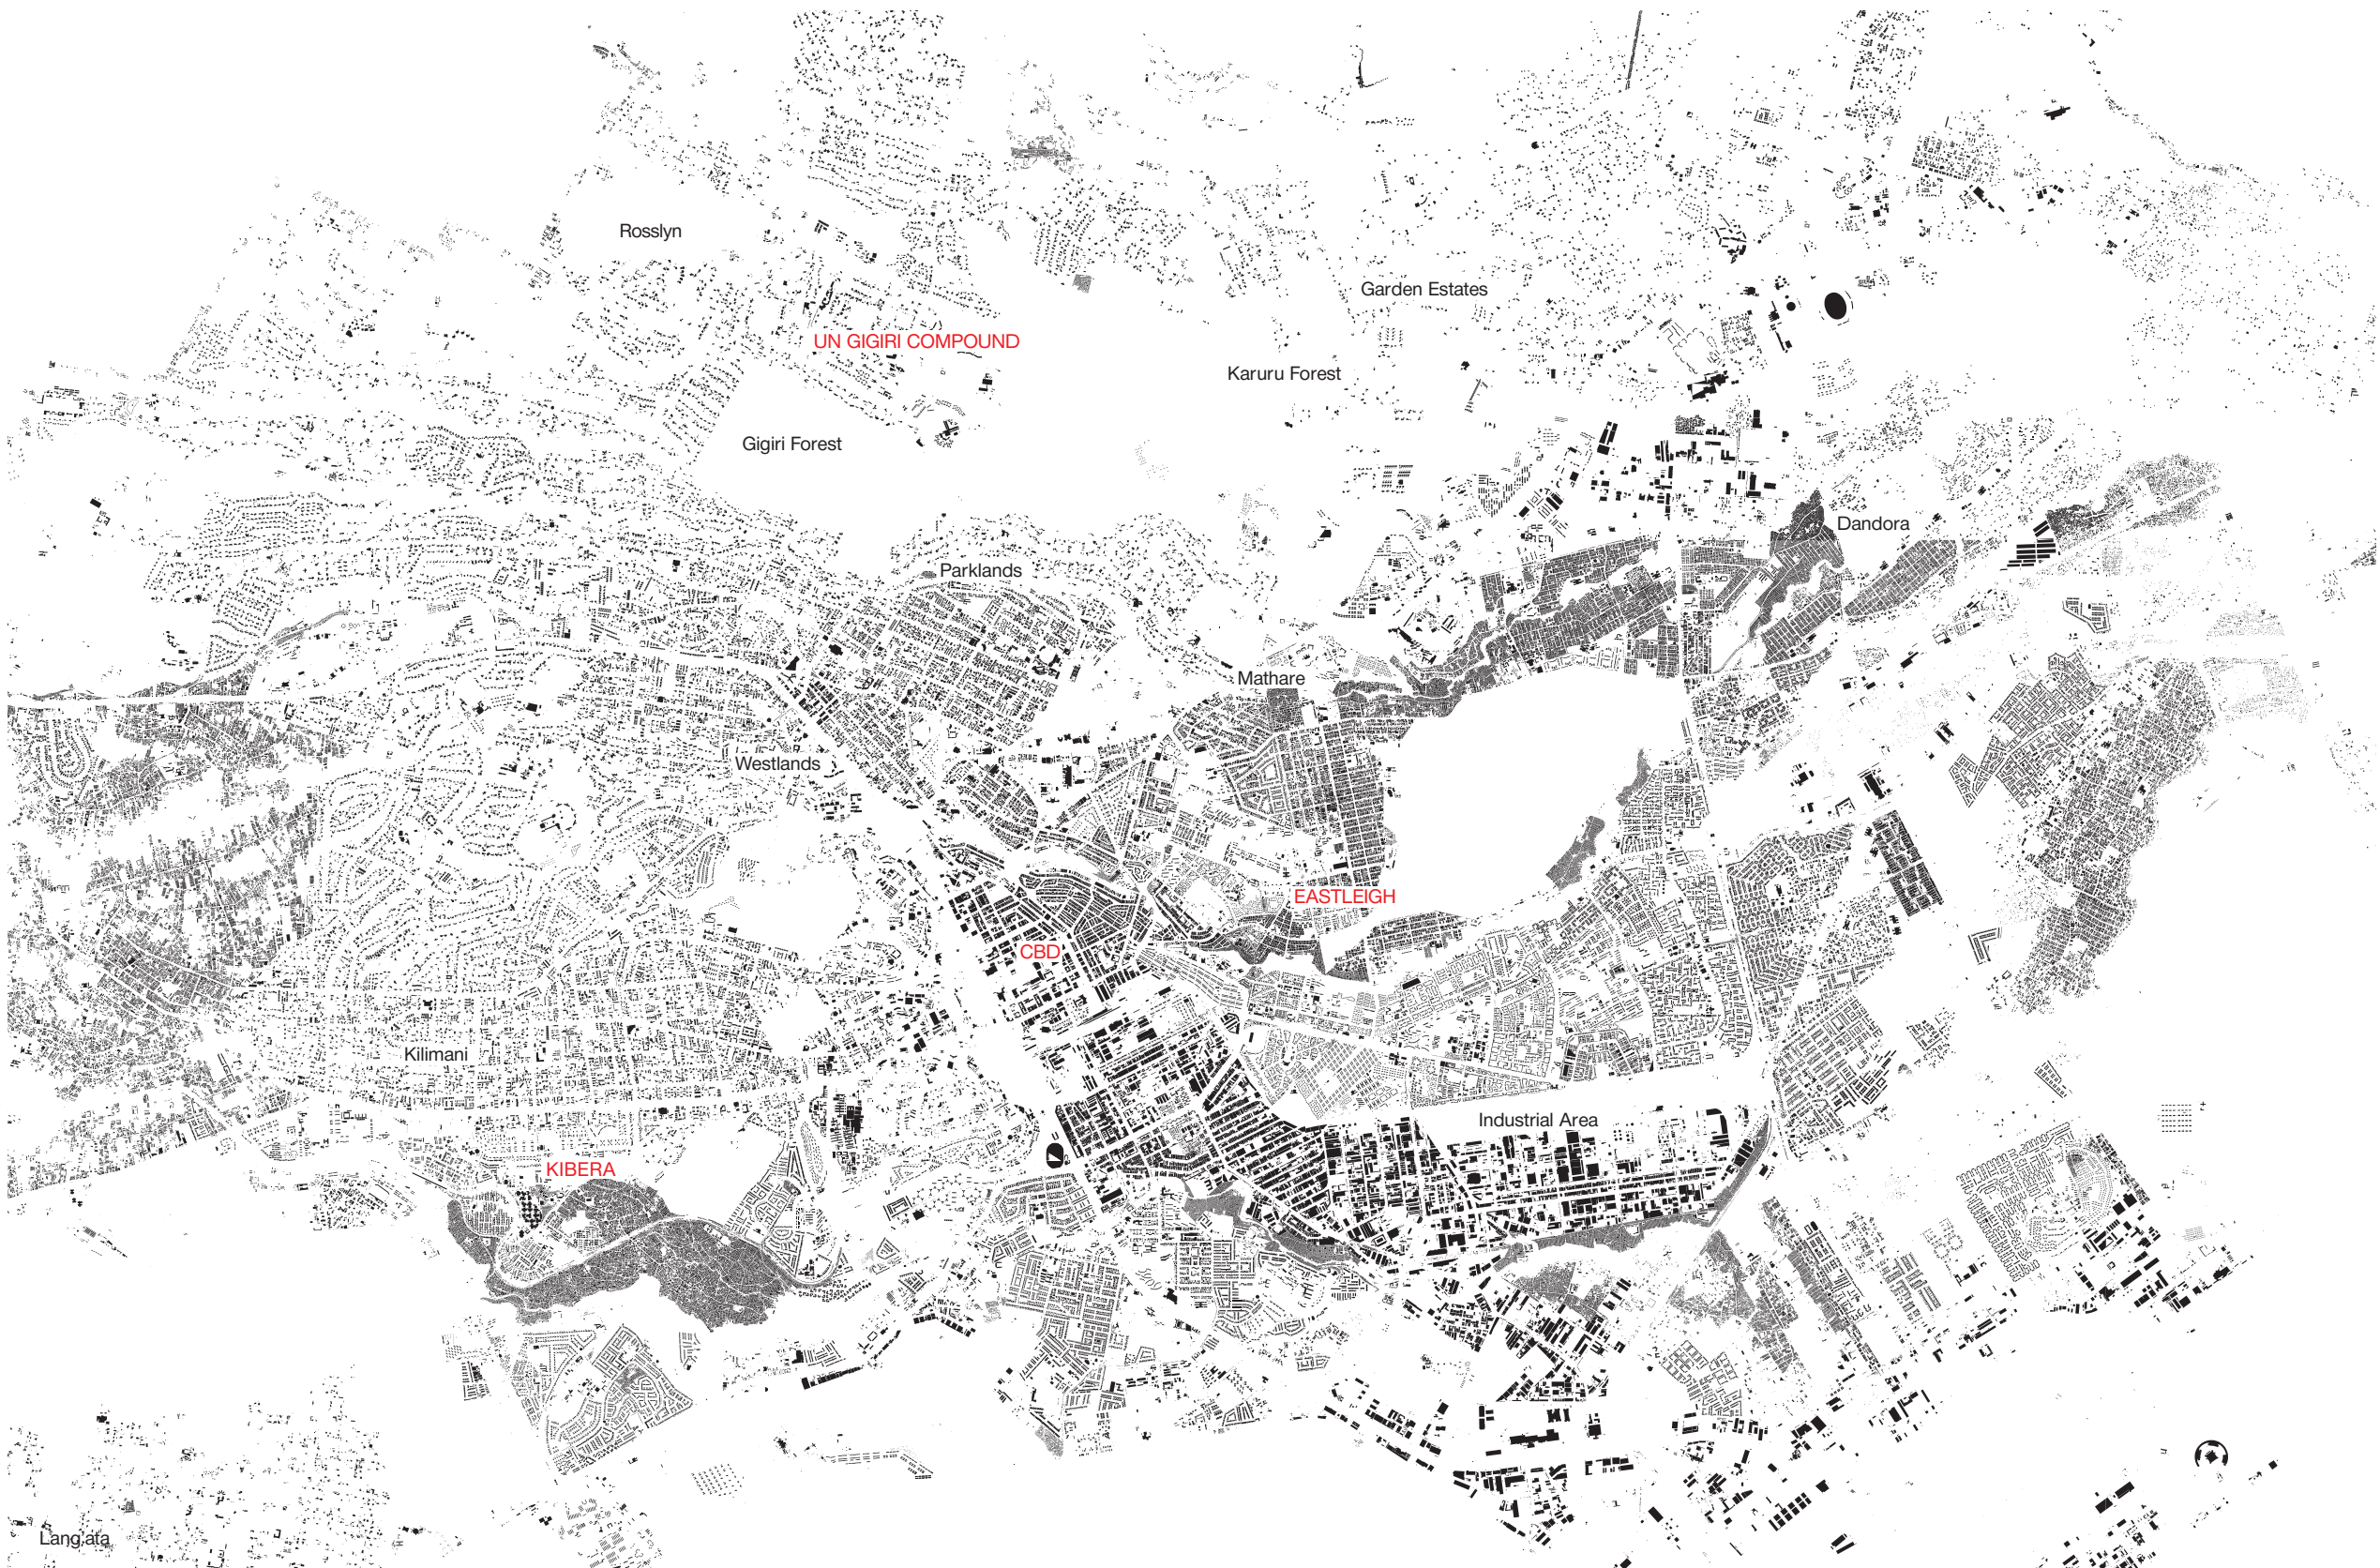 Rosslyn
Garden Estates
UN GIGIRI COMPOUND
Karuru Forest
Gigiri Forest
Dandora
Parklands
Mathare
Westlands
EASTLEIGH
CBD
Kilimani
Industrial Area
KIBERA
Lang'ata